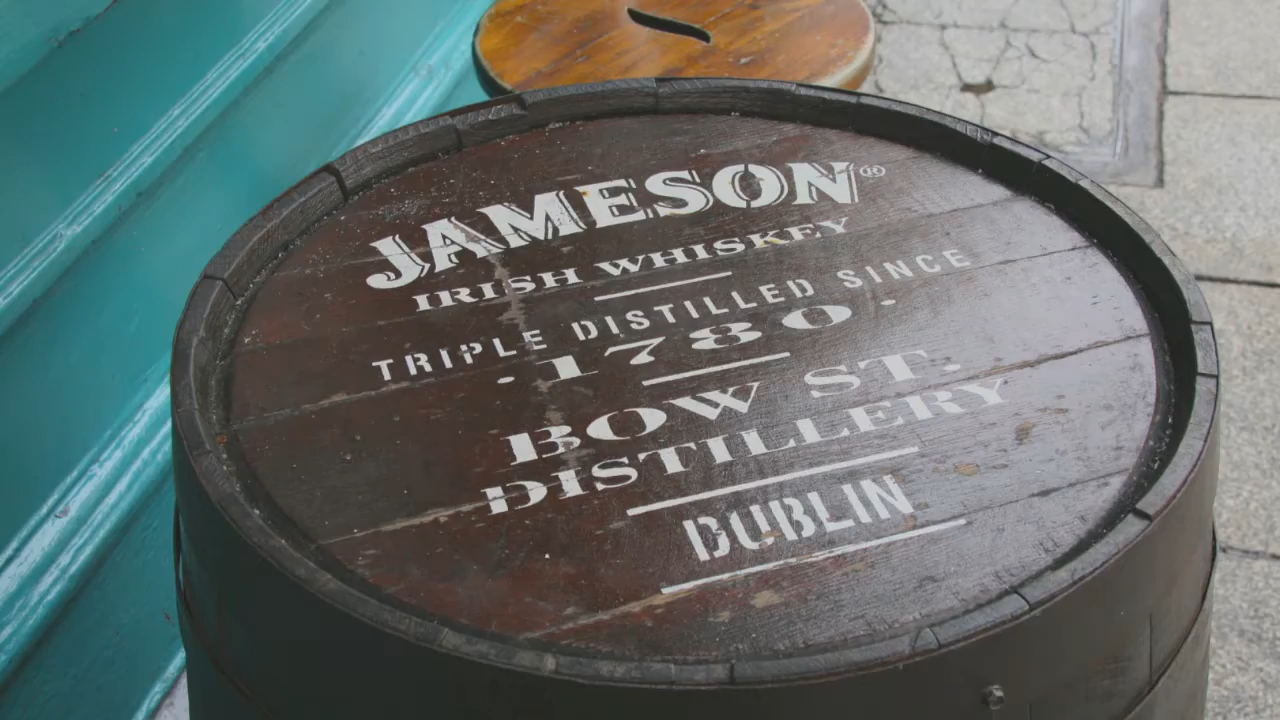 JAMESON®
IRISH WHISKEY
TRIPLE DISTILLED SINCE
·1780·
BOW ST.
DISTILLERY
DUBLIN